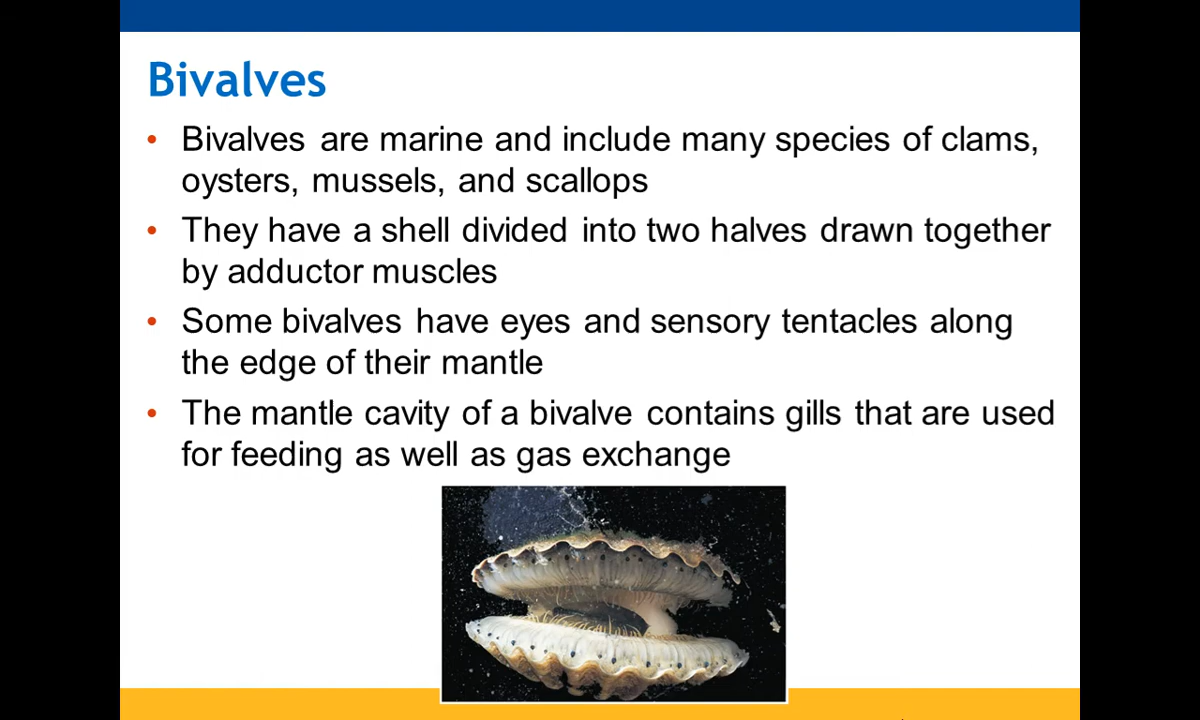 Bivalves
• Bivalves are marine and include many species of clams,
oysters, mussels, and scallops
• They have a shell divided into two halves drawn together
by adductor muscles
• Some bivalves have eyes and sensory tentacles along
the edge of their mantle
• The mantle cavity of a bivalve contains gills that are used
for feeding as well as gas exchange